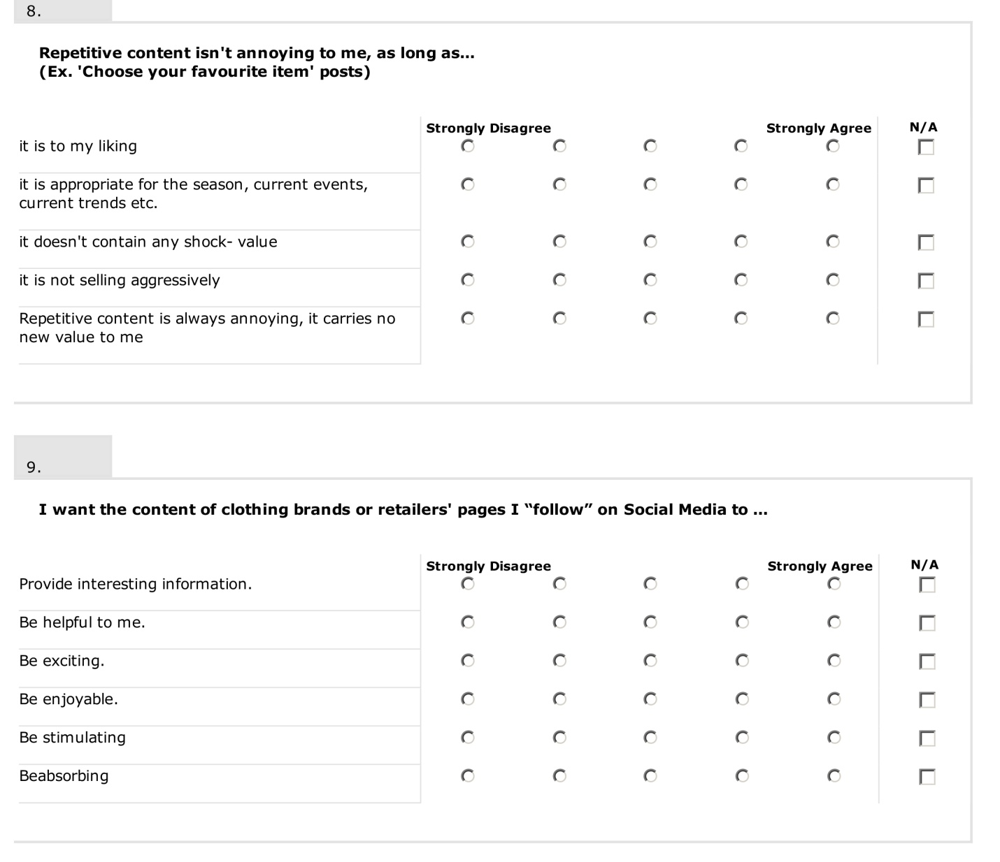 8.
Repetitive content isn't annoying to me, as long as...
(Ex. 'Choose your favourite item' posts)
Strongly Disagree Strongly Agree N/A
it is to my liking
it is appropriate for the season, current events,
current trends etc.
it doesn't contain any shock- value
it is not selling aggressively
Repetitive content is always annoying, it carries no
new value to me
9.
I want the content of clothing brands or retailers' pages I “follow” on Social Media to ...
Strongly Disagree Strongly Agree N/A
Provide interesting information.
Be helpful to me.
Be exciting.
Be enjoyable.
Be stimulating
Beabsorbing